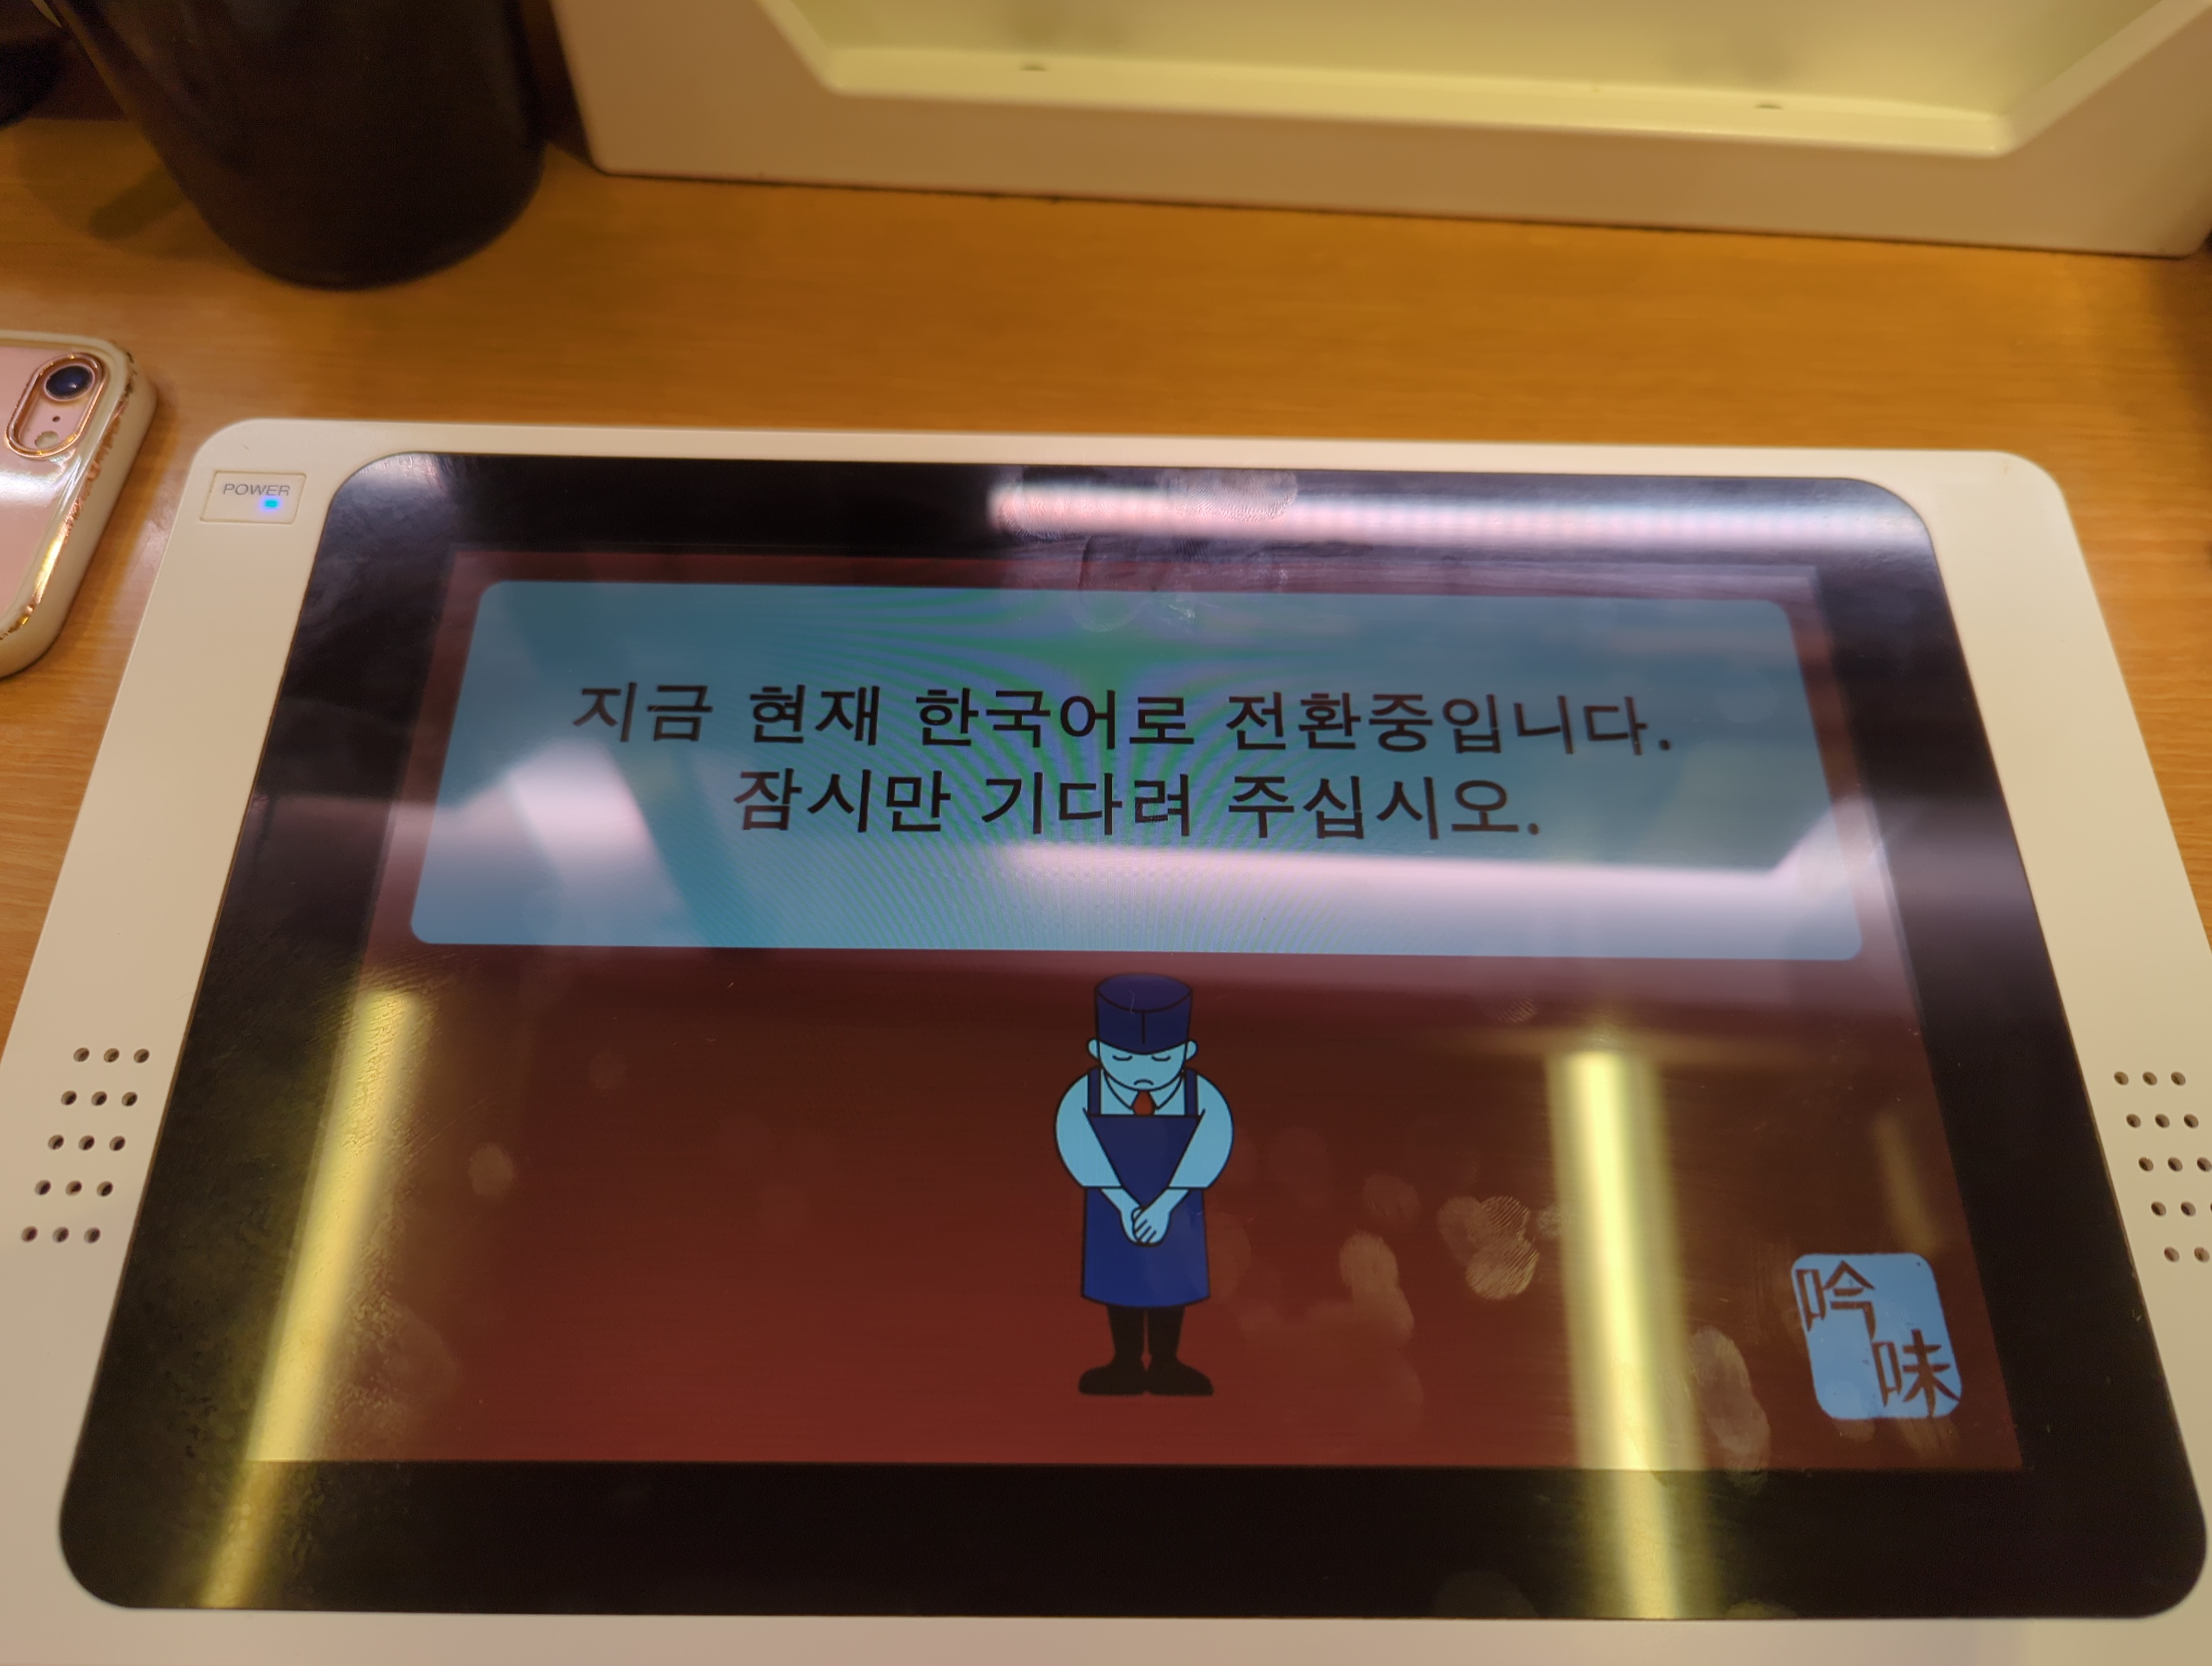 POWER
지금 현재 한국어로 전환중입니다.
잠시만 기다려 주십시오.
吟
味